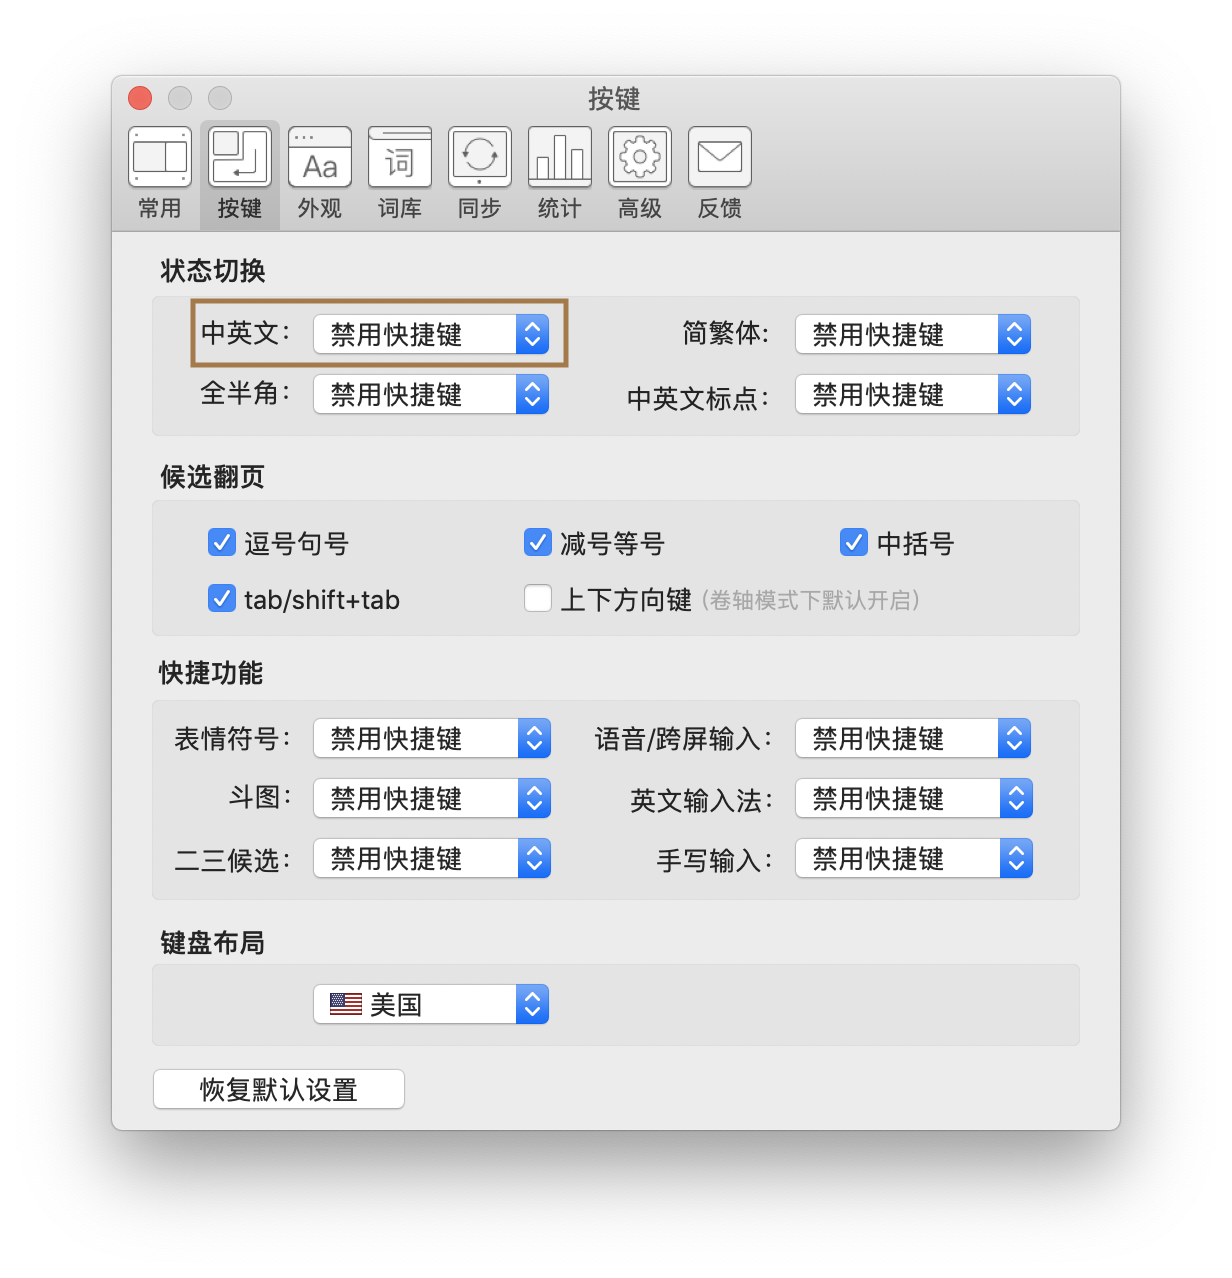 按键
Aa
词
常用 按键 外观 词库 同步 统计 高级 反馈
状态切换
中英文： 禁用快捷键 简繁体： 禁用快捷键
全半角： 禁用快捷键 中英文标点： 禁用快捷键
候选翻页
逗号句号 减号等号 中括号
tab/shift+tab 上下方向键 (卷轴模式下默认开启)
快捷功能
表情符号： 禁用快捷键 语音/跨屏输入： 禁用快捷键
斗图： 禁用快捷键 英文输入法： 禁用快捷键
二三候选： 禁用快捷键 手写输入： 禁用快捷键
键盘布局
美国
恢复默认设置